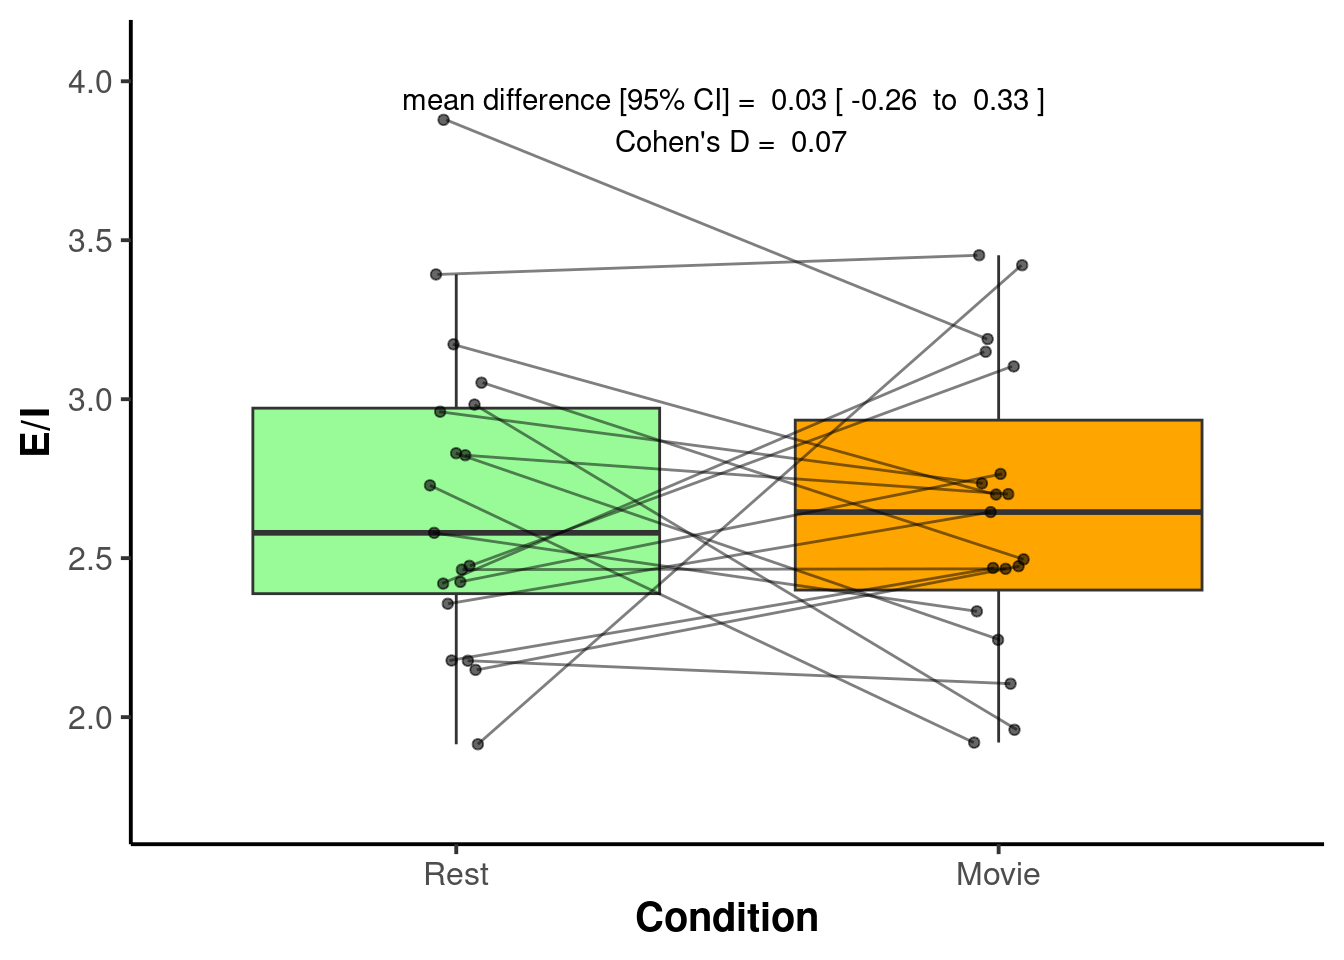 mean difference [95% CI] = 0.03 [ -0.26 to 0.33 ]
Cohen's D = 0.07
4.0
3.5
3.0
2.5
2.0
E/I
Rest
Movie
Condition